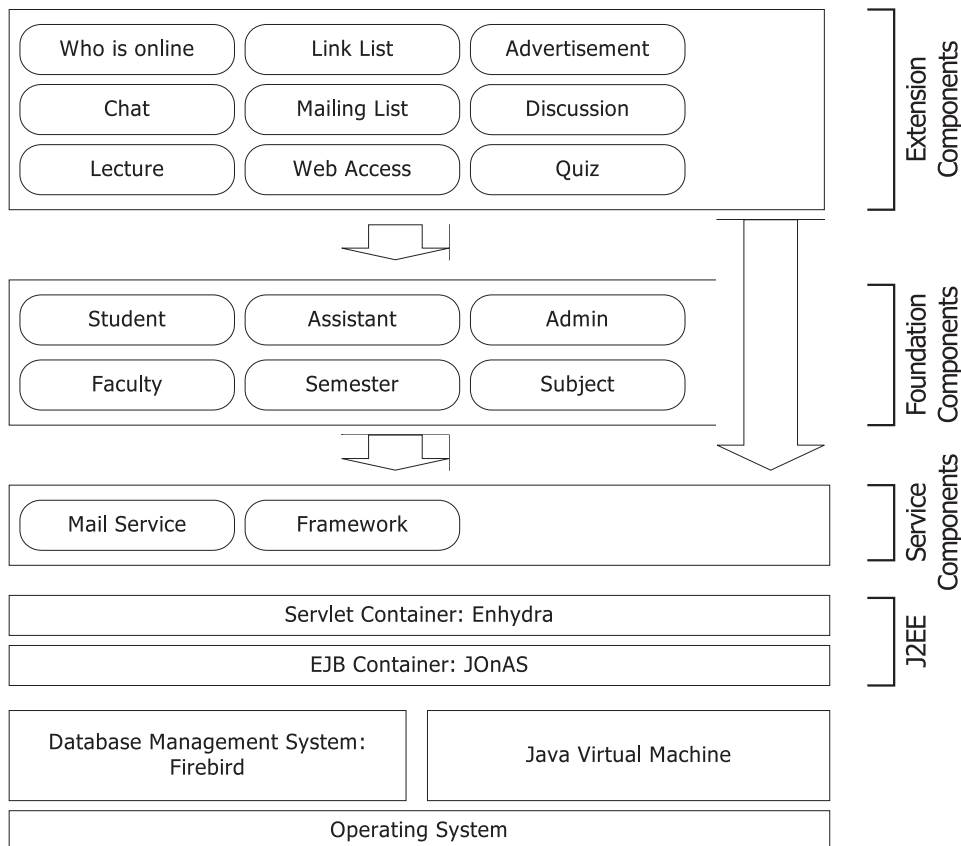 Who is online
Link List
Advertisement
Chat
Mailing List
Discussion
Lecture
Web Access
Quiz
Extension
Components
Student
Assistant
Admin
Faculty
Semester
Subject
Foundation
Components
Mail Service
Framework
Service
Components
Servlet Container: Enhydra
EJB Container: JOnAS
J2EE
Database Management System:
Firebird
Java Virtual Machine
Operating System